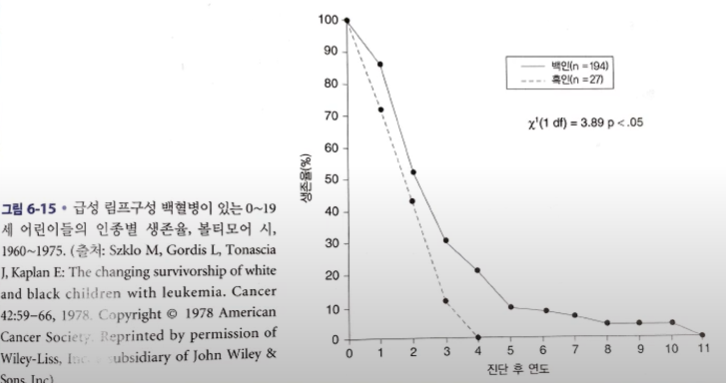 그림 6-15 • 급성 림프구성 백혈병이 있는 0~19
세 어린이들의 인종별 생존율, 볼티모어 시,
1960~1975. (출처: Szklo M, Gordis L, Tonascia
J, Kaplan E: The changing survivorship of white
and black children with leukemia. Cancer
42:59–66, 1978. Copyright © 1978 American
Cancer Society. Reprinted by permission of
Wiley-Liss, Inc. a subsidiary of John Wiley &
Sons, Inc)
생존율(%)
100
90
80
70
60
50
40
30
20
10
0
백인(n =194)
흑인(n =27)
χ¹(1 df) = 3.89 p < .05
0 1 2 3 4 5 6 7 8 9 10 11
진단 후 연도